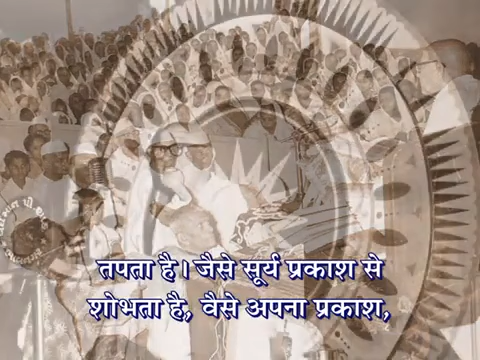 तपता है। जैसे सूर्य प्रकाश से
शोभता है, वैसे अपना प्रकाश,